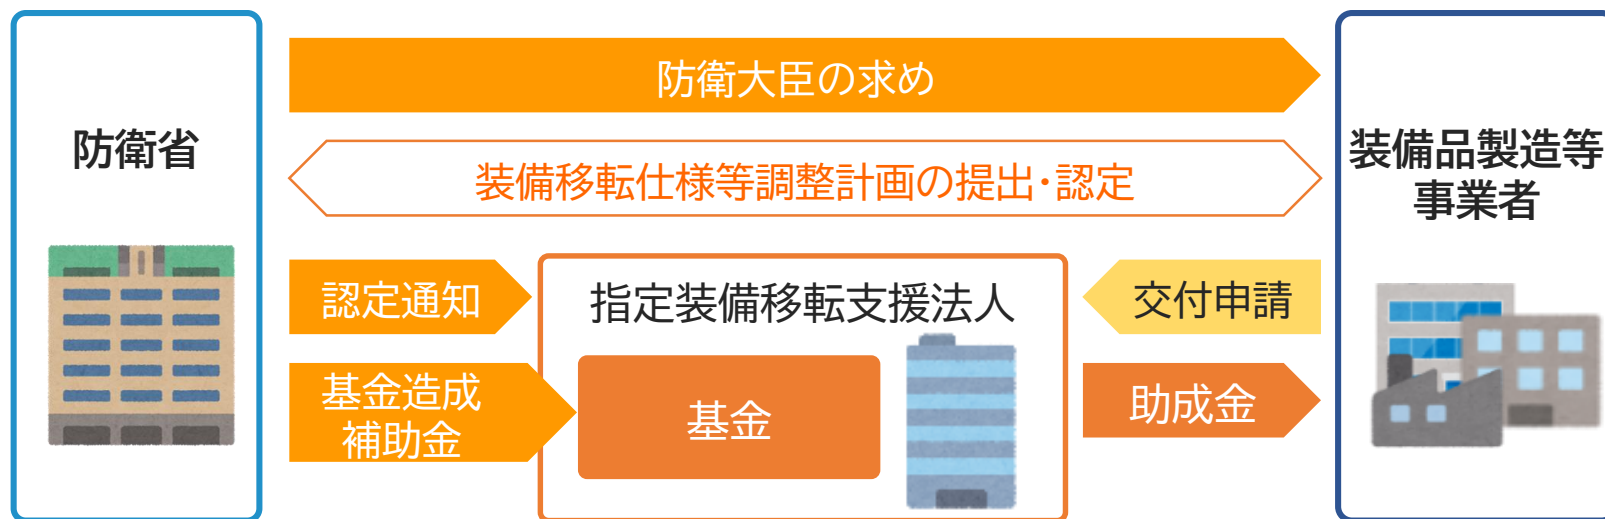 防衛省
防衛大臣の求め
装備移転仕様等調整計画の提出･認定
装備品製造等
事業者
認定通知
指定装備移転支援法人
交付申請
基金造成
補助金
基金
助成金